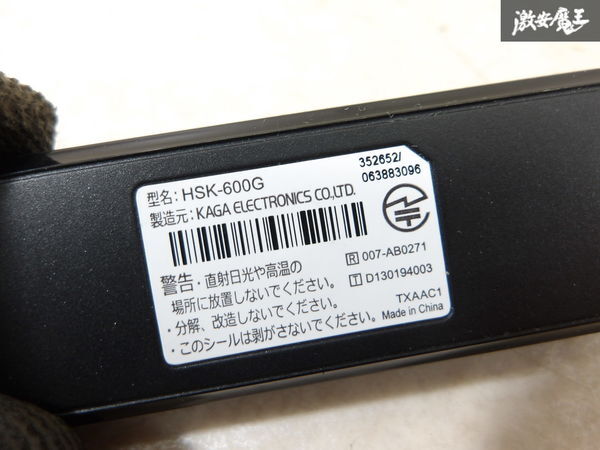 激安魔王
型名：HSK-600G
352652/
063883096
製造元：KAGA ELECTRONICS CO.,LTD.
警告・直射日光や高温の
場所に放置しないでください。
・分解、改造しないでください。
・このシールは剥がさないでください。
R 007-AB0271
T D130194003
TXAAC1
Made in China